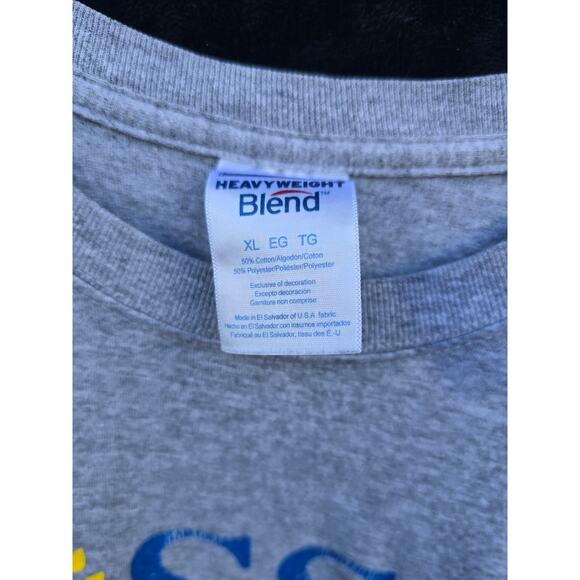 HEAVYWEIGHT
Blend™
XL EG TG
50% Cotton/Algodón/Coton
50% Polyester/Poliéster/Polyester
Exclusive of decoration
Excepto decoración
Garniture non comprise
Made in El Salvador of U.S.A. fabric
Hecho en El Salvador con insumos importados
Fabriqué au El Salvador, tissu des É.-U
SS